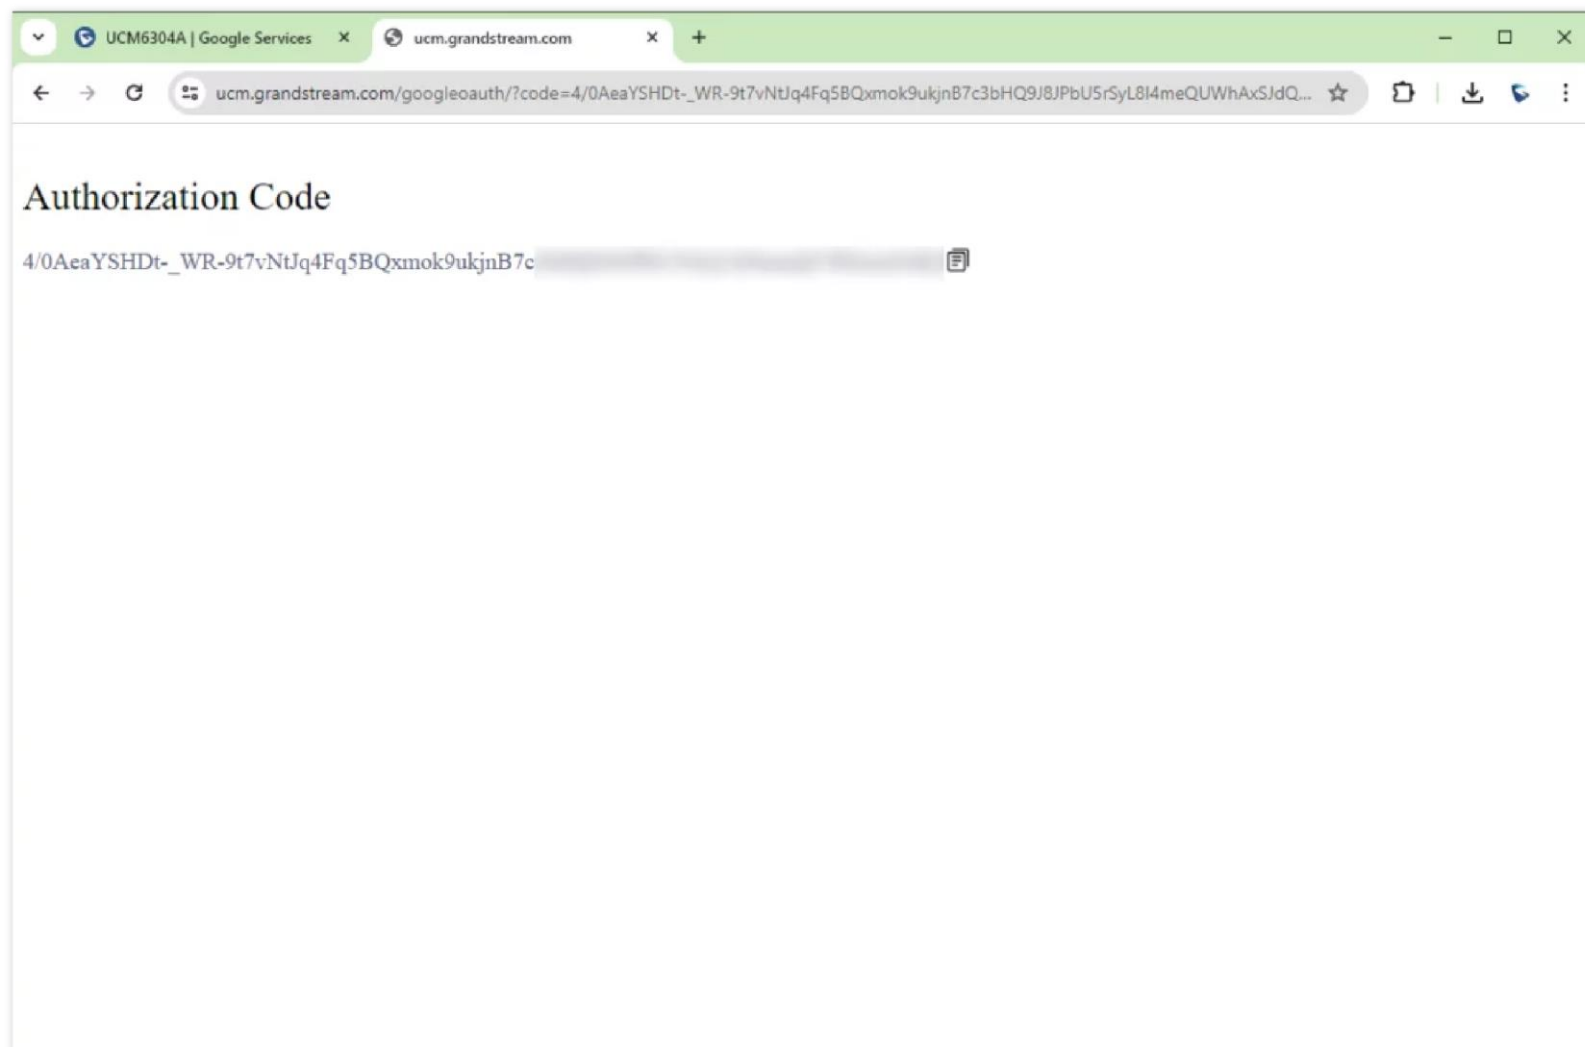 UCM6304A | Google Services
ucm.grandstream.com
ucm.grandstream.com/googleoauth/?code=4/0AeaYSHDt-_WR-9t7vNtJq4Fq5BQxmok9ukjnB7c3bHQ9J8JPbU5rSyL8I4meQUWhAxSJdQ...
Authorization Code
4/0AeaYSHDt-_WR-9t7vNtJq4Fq5BQxmok9ukjnB7c